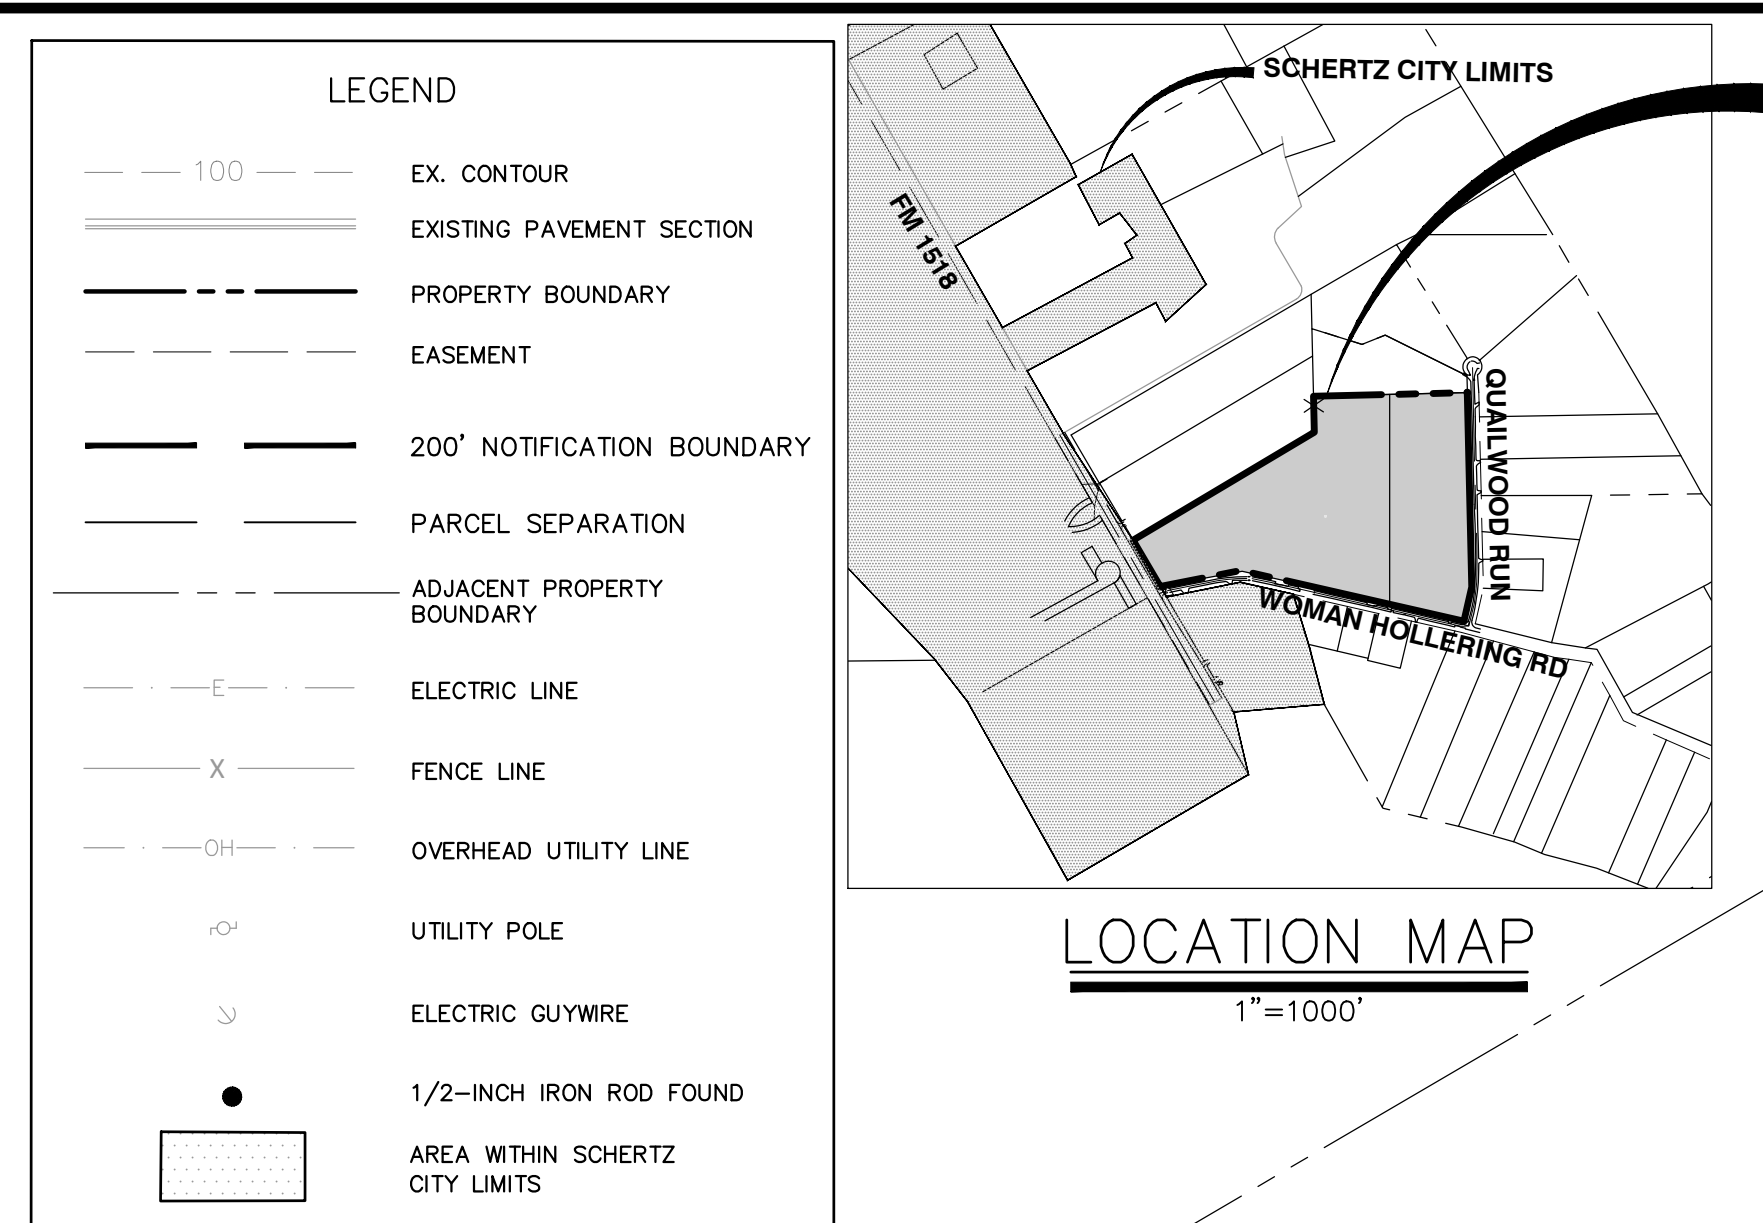 LEGEND
100
EX. CONTOUR
EXISTING PAVEMENT SECTION
PROPERTY BOUNDARY
EASEMENT
200' NOTIFICATION BOUNDARY
PARCEL SEPARATION
ADJACENT PROPERTY
BOUNDARY
E
ELECTRIC LINE
X
FENCE LINE
OH
OVERHEAD UTILITY LINE
UTILITY POLE
ELECTRIC GUYWIRE
1/2-INCH IRON ROD FOUND
AREA WITHIN SCHERTZ
CITY LIMITS
SCHERTZ CITY LIMITS
FM 1518
QUAILWOOD RUN
WOMAN HOLLERING RD
LOCATION MAP
1"=1000'